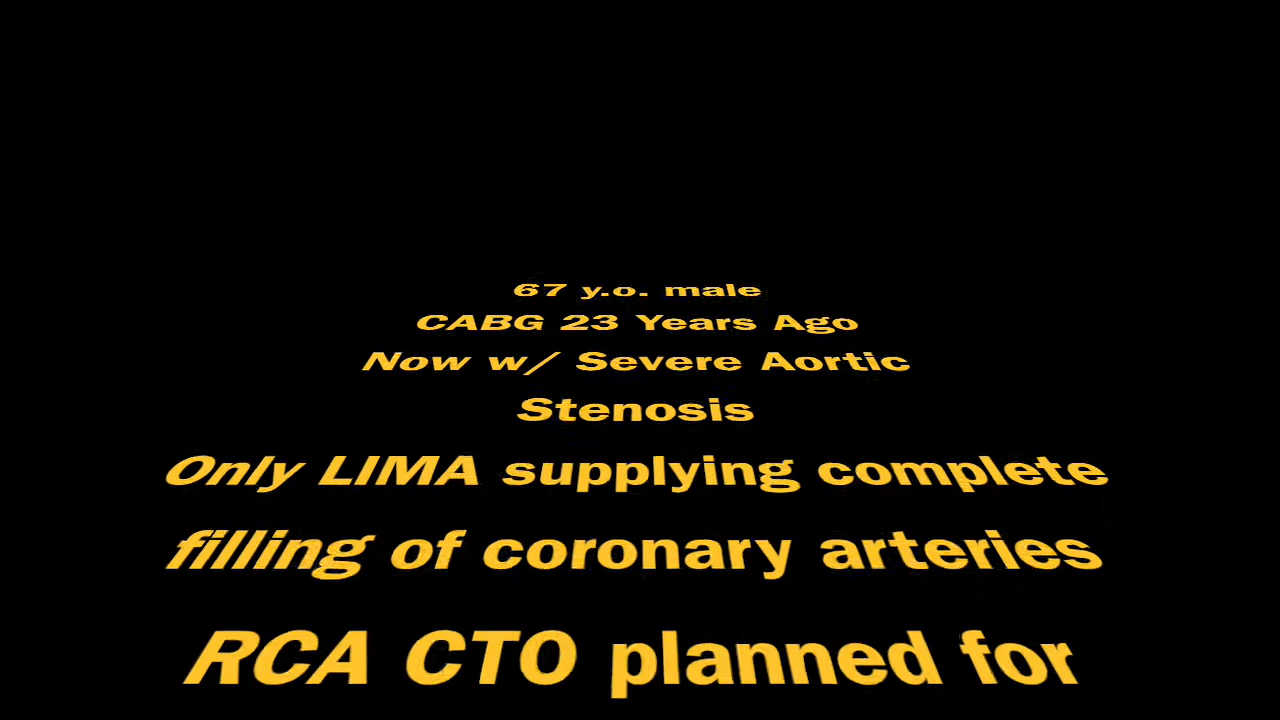 67 y.o. male
CABG 23 Years Ago
Now w/ Severe Aortic
Stenosis
Only LIMA supplying complete
filling of coronary arteries
RCA CTO planned for